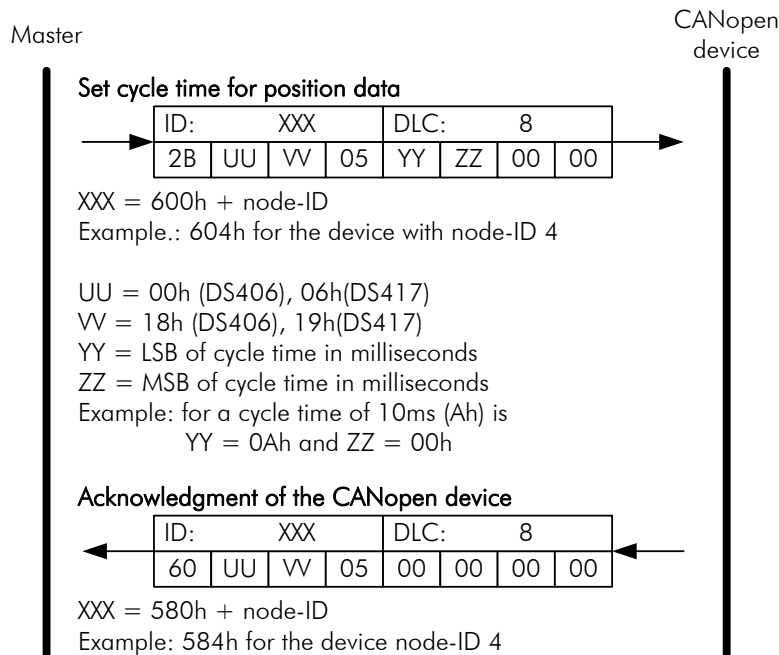 Master
CANopen
device
Set cycle time for position data
ID: XXX DLC: 8
2B UU VV 05 YY ZZ 00 00
XXX = 600h + node-ID
Example.: 604h for the device with node-ID 4
UU = 00h (DS406), 06h(DS417)
VV = 18h (DS406), 19h(DS417)
YY = LSB of cycle time in milliseconds
ZZ = MSB of cycle time in milliseconds
Example: for a cycle time of 10ms (Ah) is
YY = 0Ah and ZZ = 00h
Acknowledgment of the CANopen device
ID: XXX DLC: 8
60 UU VV 05 00 00 00 00
XXX = 580h + node-ID
Example: 584h for the device node-ID 4